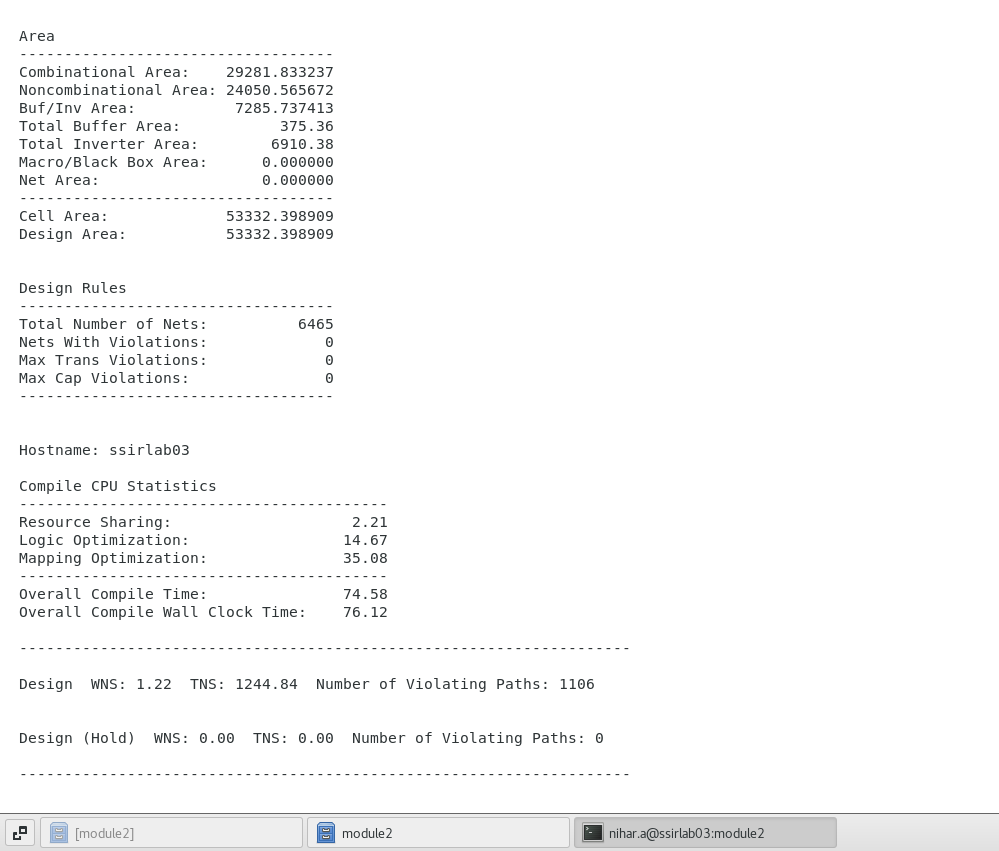 Area
-----------------------------------
Combinational Area:    29281.833237
Noncombinational Area: 24050.565672
Buf/Inv Area:           7285.737413
Total Buffer Area:           375.36
Total Inverter Area:        6910.38
Macro/Black Box Area:      0.000000
Net Area:                  0.000000
-----------------------------------
Cell Area:             53332.398909
Design Area:           53332.398909
Design Rules
-----------------------------------
Total Number of Nets:          6465
Nets With Violations:             0
Max Trans Violations:             0
Max Cap Violations:               0
-----------------------------------
Hostname: ssirlab03
Compile CPU Statistics
-----------------------------------------
Resource Sharing:                    2.21
Logic Optimization:                 14.67
Mapping Optimization:               35.08
-----------------------------------------
Overall Compile Time:               74.58
Overall Compile Wall Clock Time:    76.12
--------------------------------------------------------------------
Design  WNS: 1.22  TNS: 1244.84  Number of Violating Paths: 1106
Design (Hold)  WNS: 0.00  TNS: 0.00  Number of Violating Paths: 0
--------------------------------------------------------------------
[module2]
module2
nihar.a@ssirlab03:module2